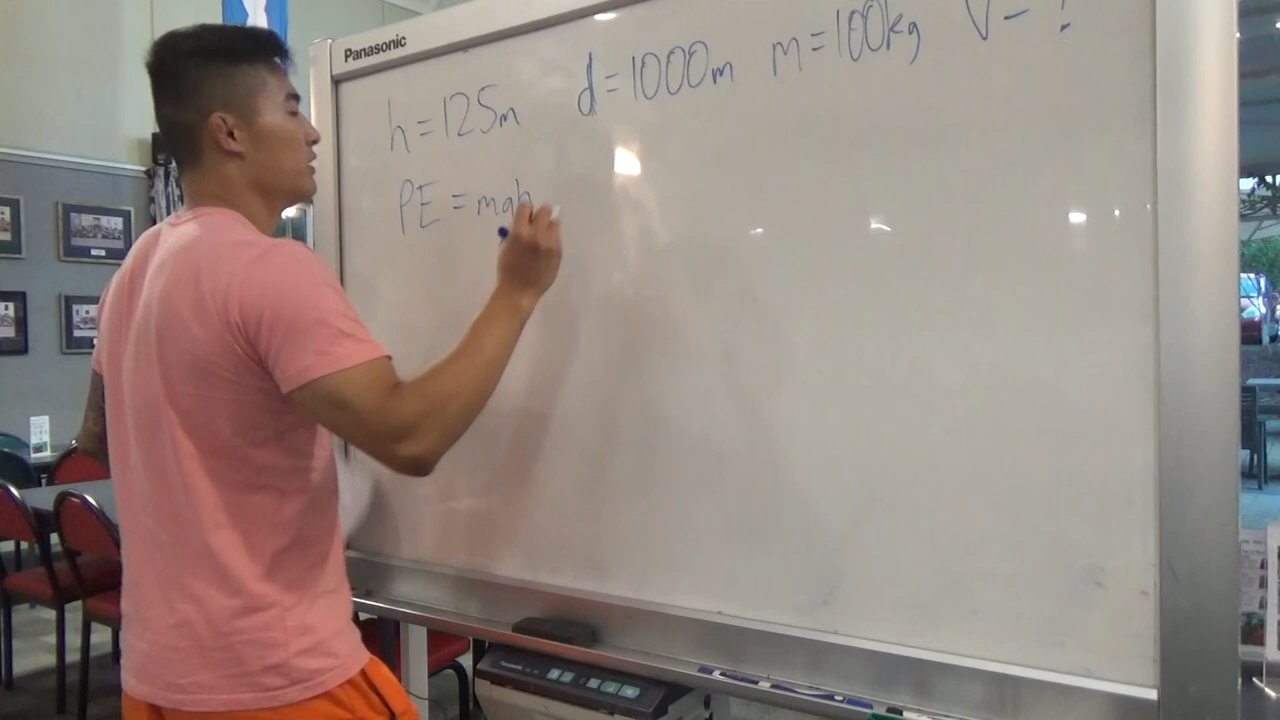 Panasonic
h = 125m d = 1000m m = 100kg V - ?
PE = mgh